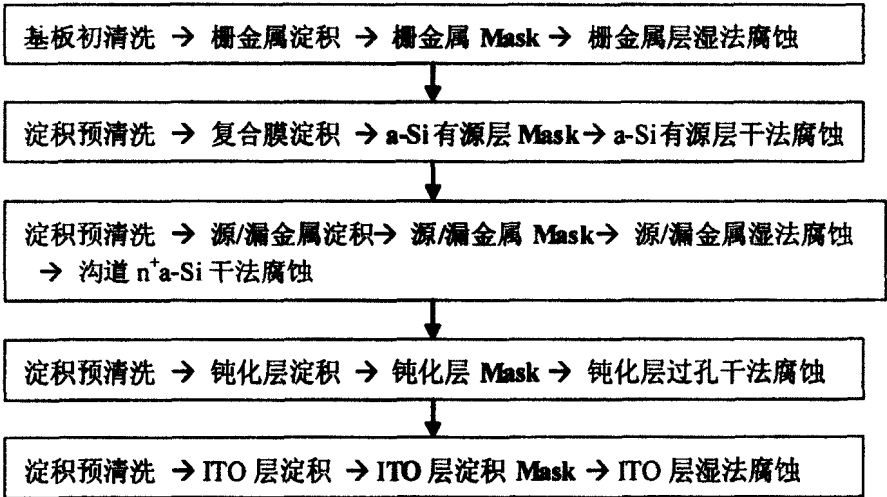 基板初清洗 → 栅金属淀积 → 栅金属 Mask → 栅金属层湿法腐蚀
淀积预清洗 → 复合膜淀积 → a-Si有源层 Mask → a-Si有源层干法腐蚀
淀积预清洗 → 源/漏金属淀积→ 源/漏金属 Mask→ 源/漏金属湿法腐蚀
→ 沟道 n⁺a-Si 干法腐蚀
淀积预清洗 → 钝化层淀积 → 钝化层 Mask → 钝化层过孔干法腐蚀
淀积预清洗 → ITO 层淀积 → ITO 层淀积 Mask → ITO 层湿法腐蚀